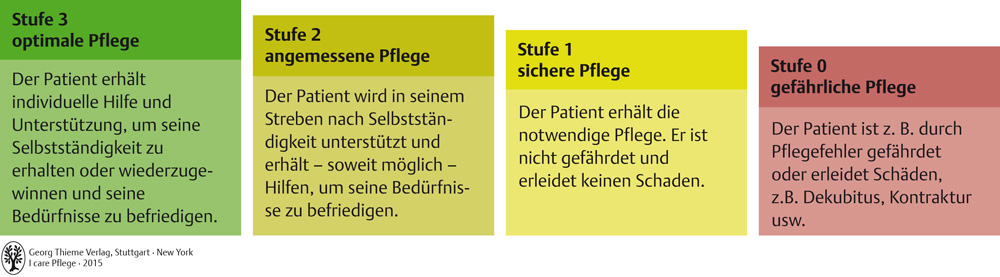 Stufe 3
optimale Pflege
Der Patient erhält
individuelle Hilfe und
Unterstützung, um seine
Selbstständigkeit zu
erhalten oder wiederzuge-
winnen und seine
Bedürfnisse zu befriedigen.
Stufe 2
angemessene Pflege
Der Patient wird in seinem
Streben nach Selbststän-
digkeit unterstützt und
erhält – soweit möglich –
Hilfen, um seine Bedürfnis-
se zu befriedigen.
Stufe 1
sichere Pflege
Der Patient erhält die
notwendige Pflege. Er ist
nicht gefährdet und
erleidet keinen Schaden.
Stufe 0
gefährliche Pflege
Der Patient ist z. B. durch
Pflegefehler gefährdet
oder erleidet Schäden,
z.B. Dekubitus, Kontraktur
usw.
Georg Thieme Verlag, Stuttgart · New York
I care Pflege · 2015